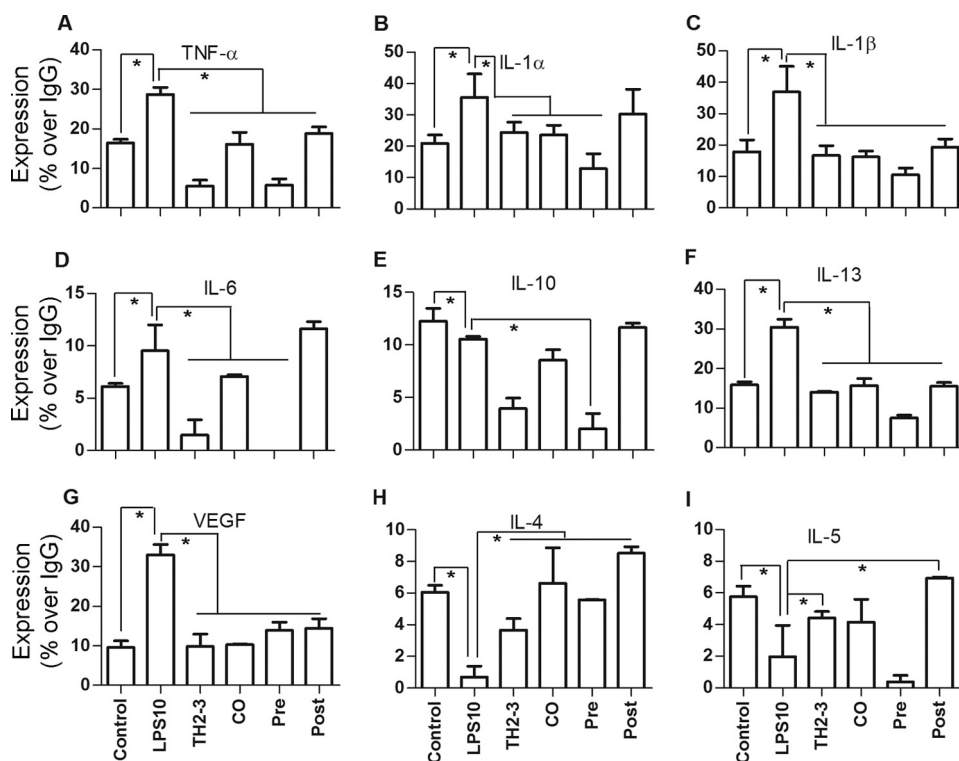 A
TNF-α
Expression
(% over IgG)
40
30
20
10
0
*
*
B
IL-1α
50
40
30
20
10
0
*
*
C
IL-1β
50
40
30
20
10
0
*
*
D
IL-6
Expression
(% over IgG)
15
10
5
0
*
*
E
IL-10
15
10
5
0
*
*
F
IL-13
40
30
20
10
0
*
*
G
VEGF
Expression
(% over IgG)
40
30
20
10
0
*
*
Control
LPS10
TH2-3
CO
Pre
Post
H
IL-4
8
6
4
2
0
*
*
Control
LPS10
TH2-3
CO
Pre
Post
I
IL-5
8
6
4
2
0
*
*
*
Control
LPS10
TH2-3
CO
Pre
Post